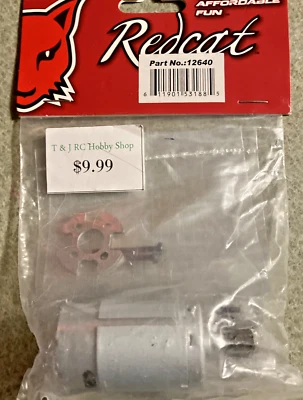 AFFORDABLE
FUN
Redcat
Part No.:12640
6 11901 53188 5
T & J RC Hobby Shop
$9.99